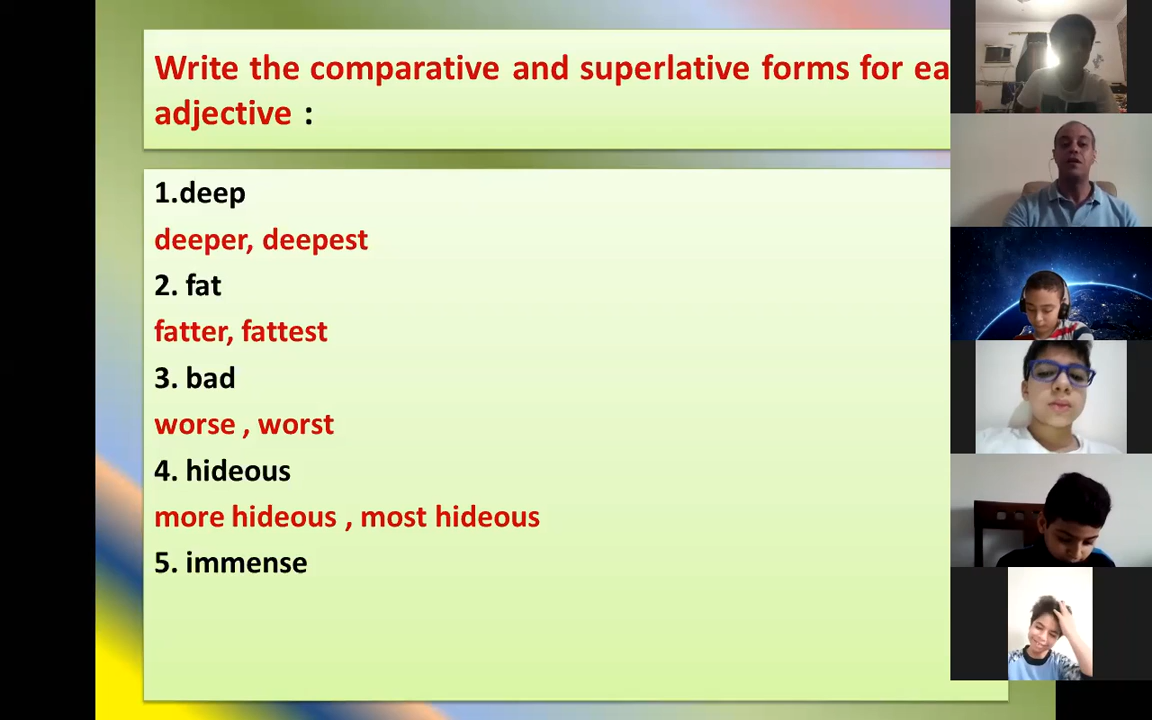 Write the comparative and superlative forms for ea
adjective :
1.deep
deeper, deepest
2. fat
fatter, fattest
3. bad
worse , worst
4. hideous
more hideous , most hideous
5. immense